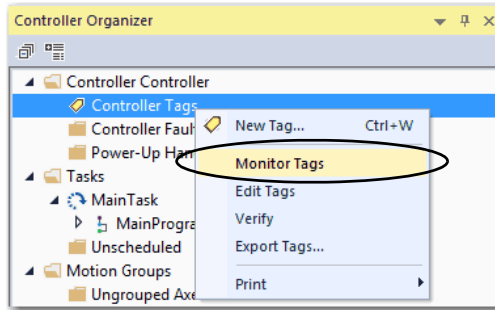 Controller Organizer
Controller Controller
Controller Tags
Controller Faul
New Tag... Ctrl+W
Power-Up Han
Monitor Tags
Tasks
Edit Tags
MainTask
Verify
MainProgra
Unscheduled
Export Tags...
Motion Groups
Print
Ungrouped Axe